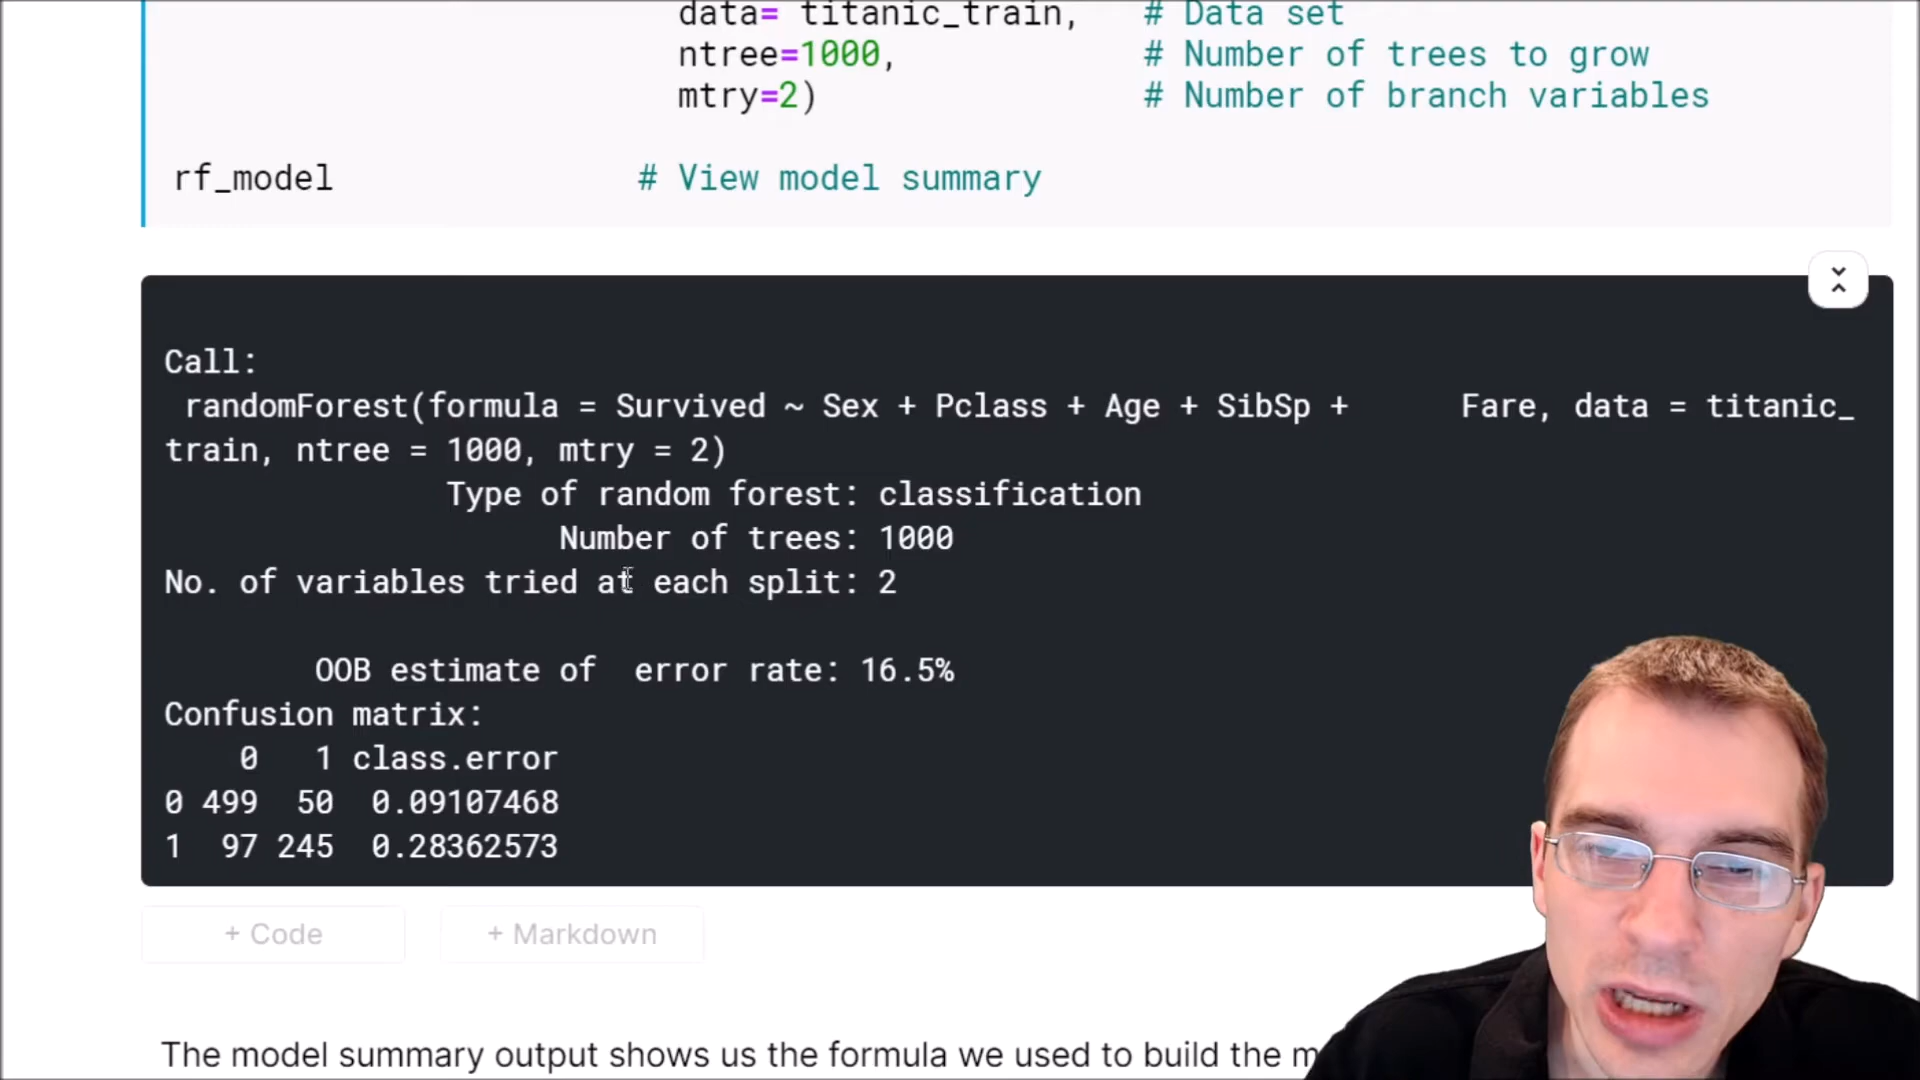 data= titanic_train, # Data set
ntree=1000, # Number of trees to grow
mtry=2) # Number of branch variables
rf_model # View model summary
Call:
randomForest(formula = Survived ~ Sex + Pclass + Age + SibSp + Fare, data = titanic_
train, ntree = 1000, mtry = 2)
Type of random forest: classification
Number of trees: 1000
No. of variables tried at each split: 2
OOB estimate of error rate: 16.5%
Confusion matrix:
0 1 class.error
0 499 50 0.09107468
1 97 245 0.28362573
+ Code + Markdown
The model summary output shows us the formula we used to build the